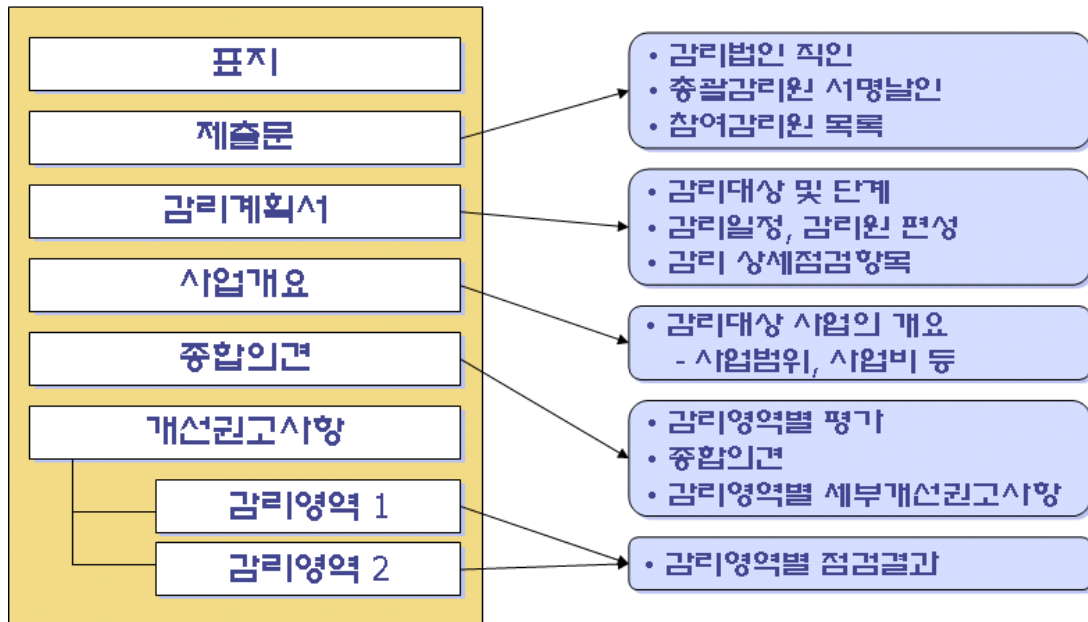 표지
제출문
감리계획서
사업개요
종합의견
개선권고사항
감리영역 1
감리영역 2
• 감리법인 직인
• 총괄감리원 서명날인
• 참여감리원 목록
• 감리대상 및 단계
• 감리일정, 감리원 편성
• 감리 상세점검항목
• 감리대상 사업의 개요
- 사업범위, 사업비 등
• 감리영역별 평가
• 종합의견
• 감리영역별 세부개선권고사항
• 감리영역별 점검결과